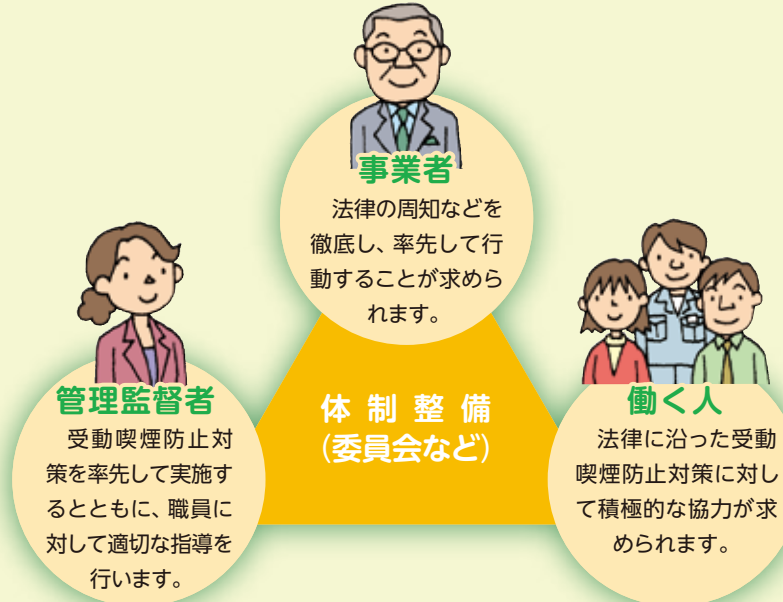 事業者
法律の周知などを
徹底し、率先して行
動することが求めら
れます。
体制整備
(委員会など)
管理監督者
受動喫煙防止対
策を率先して実施す
るとともに、職員に
対して適切な指導を
行います。
働く人
法律に沿った受動
喫煙防止対策に対し
て積極的な協力が求
められます。